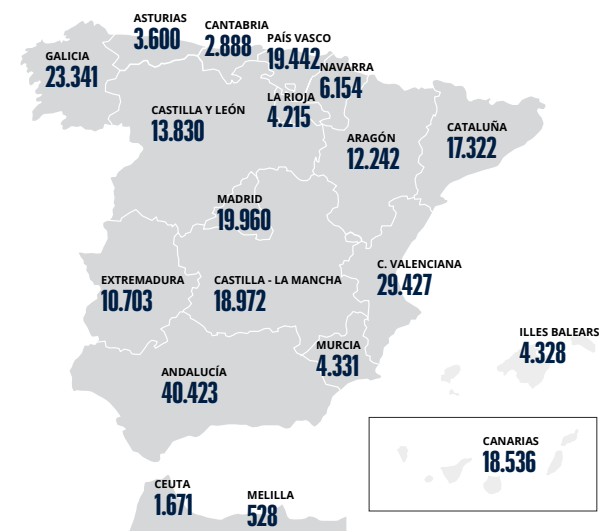 ASTURIAS
3.600
CANTABRIA
2.888
PAÍS VASCO
19.442
NAVARRA
6.154
GALICIA
23.341
LA RIOJA
4.215
CASTILLA Y LEÓN
13.830
ARAGÓN
12.242
CATALUÑA
17.322
MADRID
19.960
C. VALENCIANA
29.427
EXTREMADURA
10.703
CASTILLA - LA MANCHA
18.972
ILLES BALEARS
4.328
MURCIA
4.331
ANDALUCÍA
40.423
CANARIAS
18.536
CEUTA
1.671
MELILLA
528